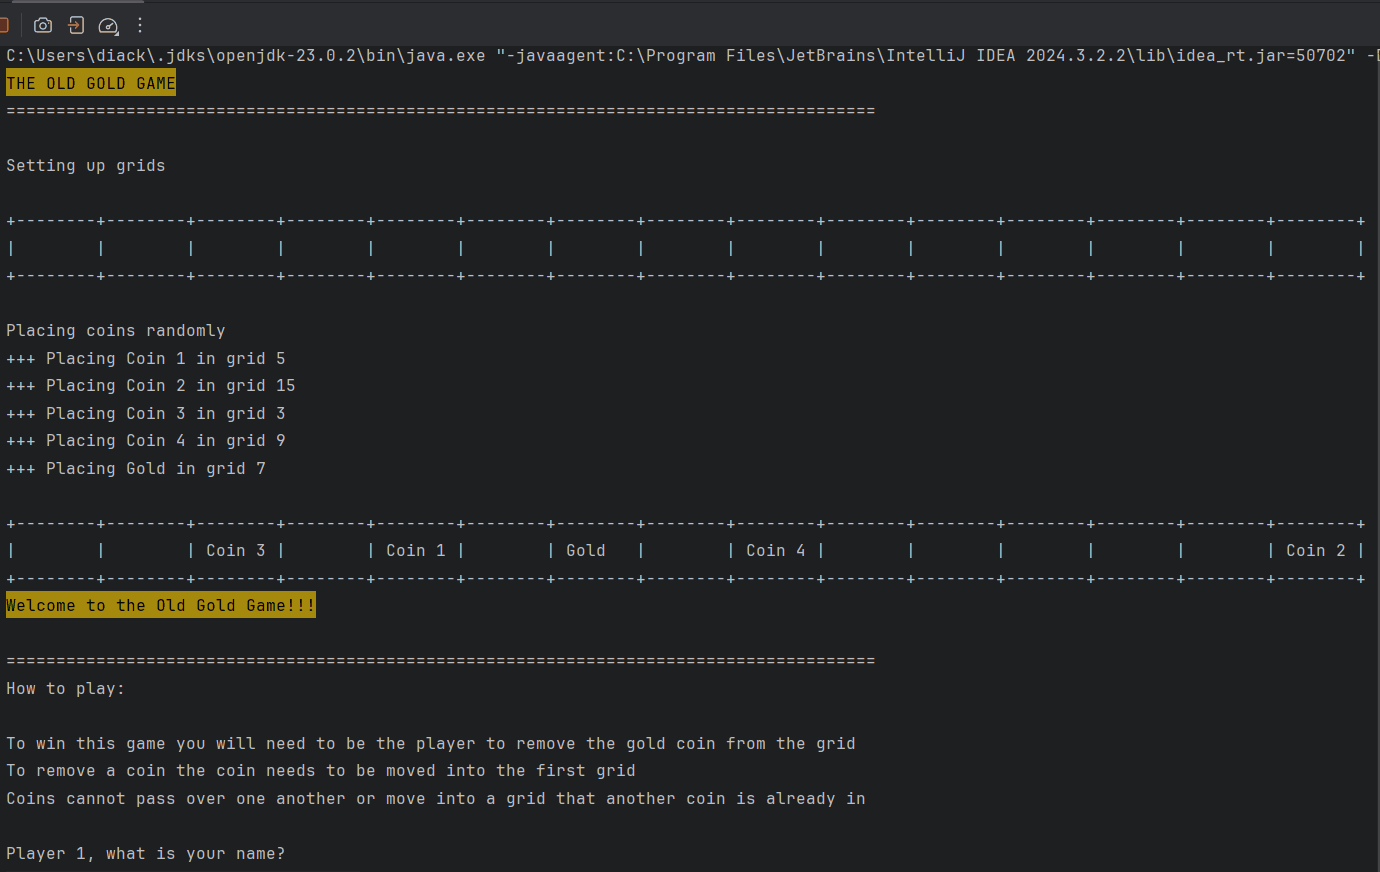 C:\Users\diack\.jdks\openjdk-23.0.2\bin\java.exe "-javaagent:C:\Program Files\JetBrains\IntelliJ IDEA 2024.3.2.2\lib\idea_rt.jar=50702" -
THE OLD GOLD GAME
=======================================================================================
Setting up grids
+--------+--------+--------+--------+--------+--------+--------+--------+--------+--------+--------+--------+--------+--------+--------+
|        |        |        |        |        |        |        |        |        |        |        |        |        |        |        |
+--------+--------+--------+--------+--------+--------+--------+--------+--------+--------+--------+--------+--------+--------+--------+
Placing coins randomly
+++ Placing Coin 1 in grid 5
+++ Placing Coin 2 in grid 15
+++ Placing Coin 3 in grid 3
+++ Placing Coin 4 in grid 9
+++ Placing Gold in grid 7
+--------+--------+--------+--------+--------+--------+--------+--------+--------+--------+--------+--------+--------+--------+--------+
|        |        | Coin 3 |        | Coin 1 |        | Gold   |        | Coin 4 |        |        |        |        |        | Coin 2 |
+--------+--------+--------+--------+--------+--------+--------+--------+--------+--------+--------+--------+--------+--------+--------+
Welcome to the Old Gold Game!!!
=======================================================================================
How to play:
To win this game you will need to be the player to remove the gold coin from the grid
To remove a coin the coin needs to be moved into the first grid
Coins cannot pass over one another or move into a grid that another coin is already in
Player 1, what is your name?